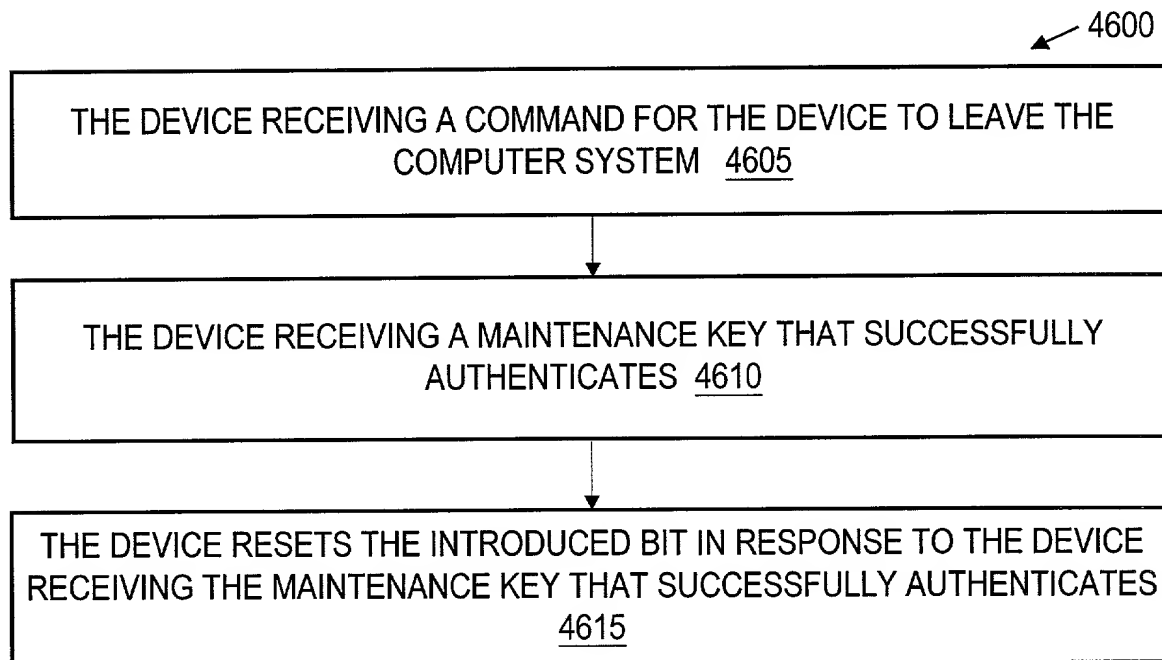 4600
THE DEVICE RECEIVING A COMMAND FOR THE DEVICE TO LEAVE THE
COMPUTER SYSTEM 4605
THE DEVICE RECEIVING A MAINTENANCE KEY THAT SUCCESSFULLY
AUTHENTICATES 4610
THE DEVICE RESETS THE INTRODUCED BIT IN RESPONSE TO THE DEVICE
RECEIVING THE MAINTENANCE KEY THAT SUCCESSFULLY AUTHENTICATES
4615